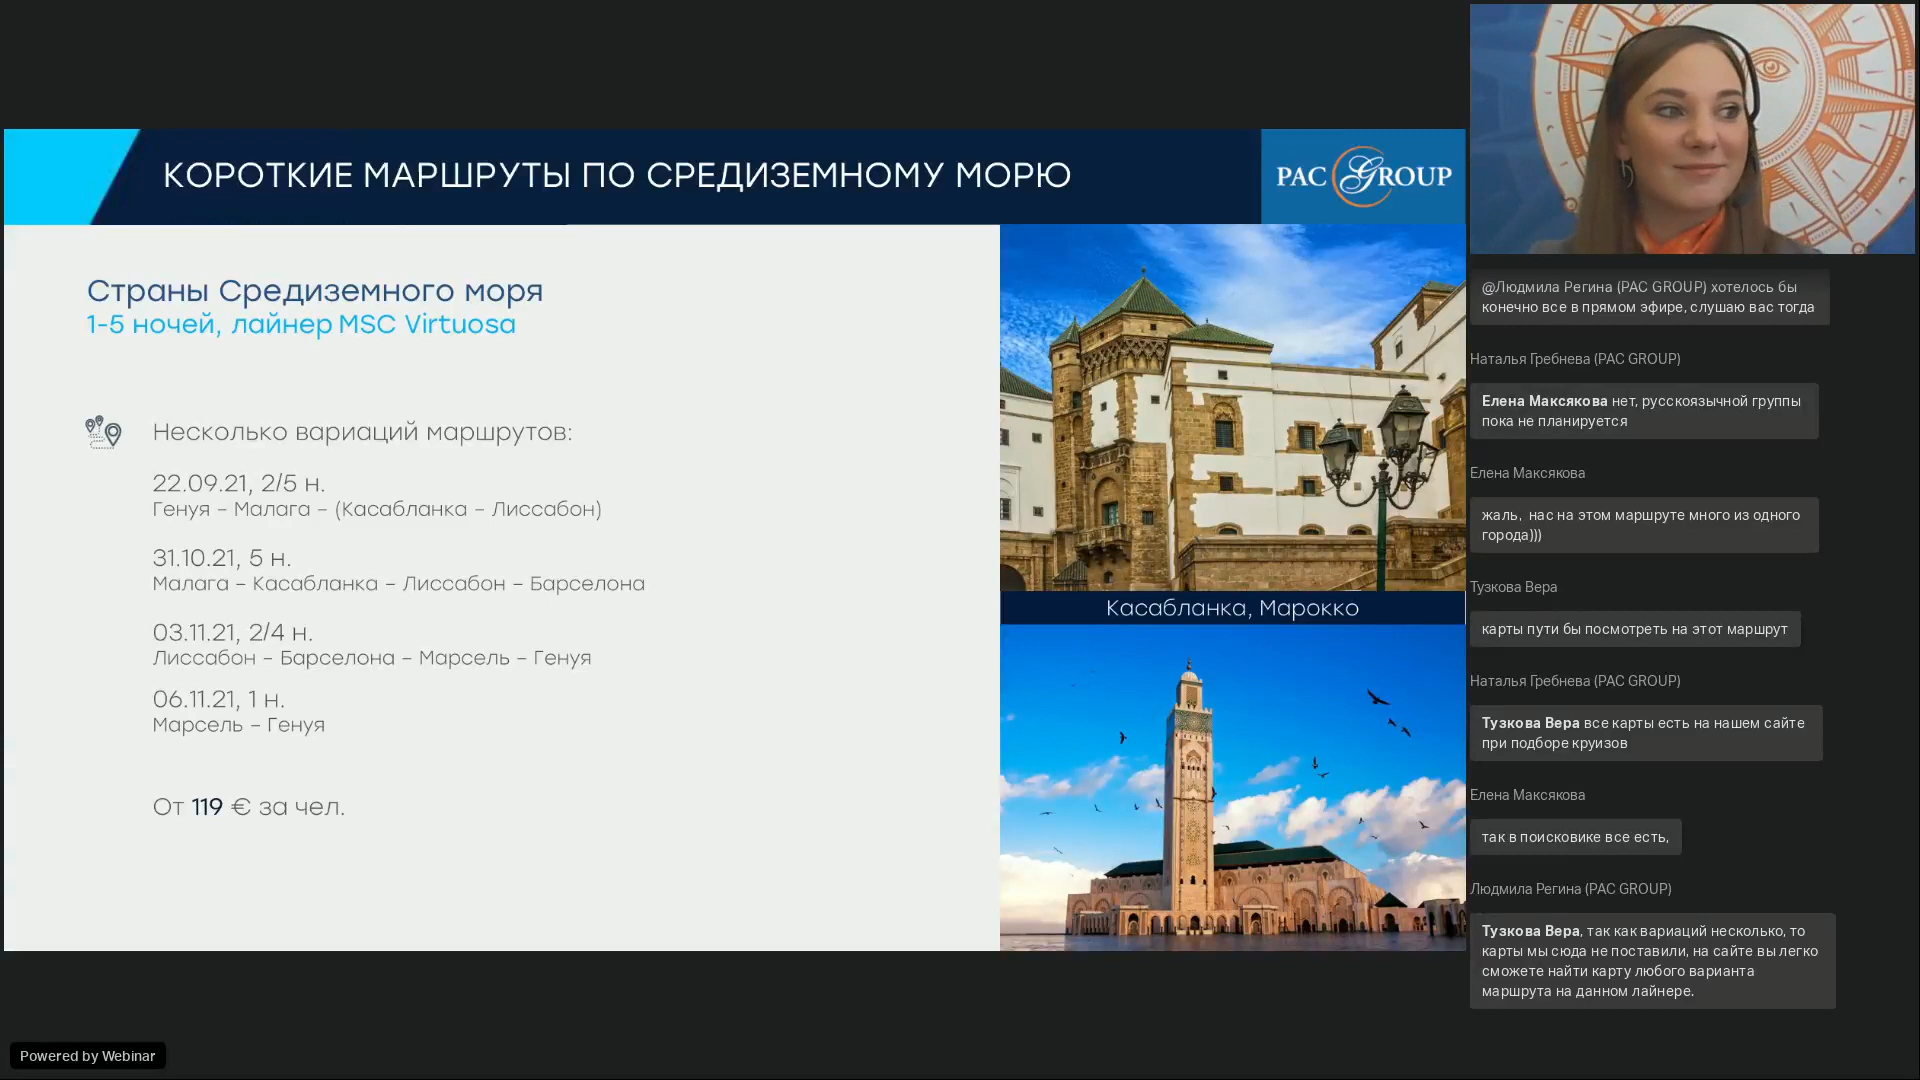 КОРОТКИЕ МАРШРУТЫ ПО СРЕДИЗЕМНОМУ МОРЮ
PAC GROUP
Страны Средиземного моря
1-5 ночей, лайнер MSC Virtuosa
Несколько вариаций маршрутов:
22.09.21, 2/5 н.
Генуя – Малага – (Касабланка – Лиссабон)
31.10.21, 5 н.
Малага – Касабланка – Лиссабон – Барселона
03.11.21, 2/4 н.
Лиссабон – Барселона – Марсель – Генуя
06.11.21, 1 н.
Марсель – Генуя
От 119 € за чел.
Касабланка, Марокко
@Людмила Регина (PAC GROUP) хотелось бы
конечно все в прямом эфире, слушаю вас тогда
Наталья Гребнева (PAC GROUP)
Елена Максякова нет, русскоязычной группы
пока не планируется
Елена Максякова
жаль, нас на этом маршруте много из одного
города)))
Тузкова Вера
карты пути бы посмотреть на этот маршрут
Наталья Гребнева (PAC GROUP)
Тузкова Вера все карты есть на нашем сайте
при подборе круизов
Елена Максякова
так в поисковике все есть,
Людмила Регина (PAC GROUP)
Тузкова Вера, так как вариаций несколько, то
карты мы сюда не поставили, на сайте вы легко
сможете найти карту любого варианта
маршрута на данном лайнере.
Powered by Webinar